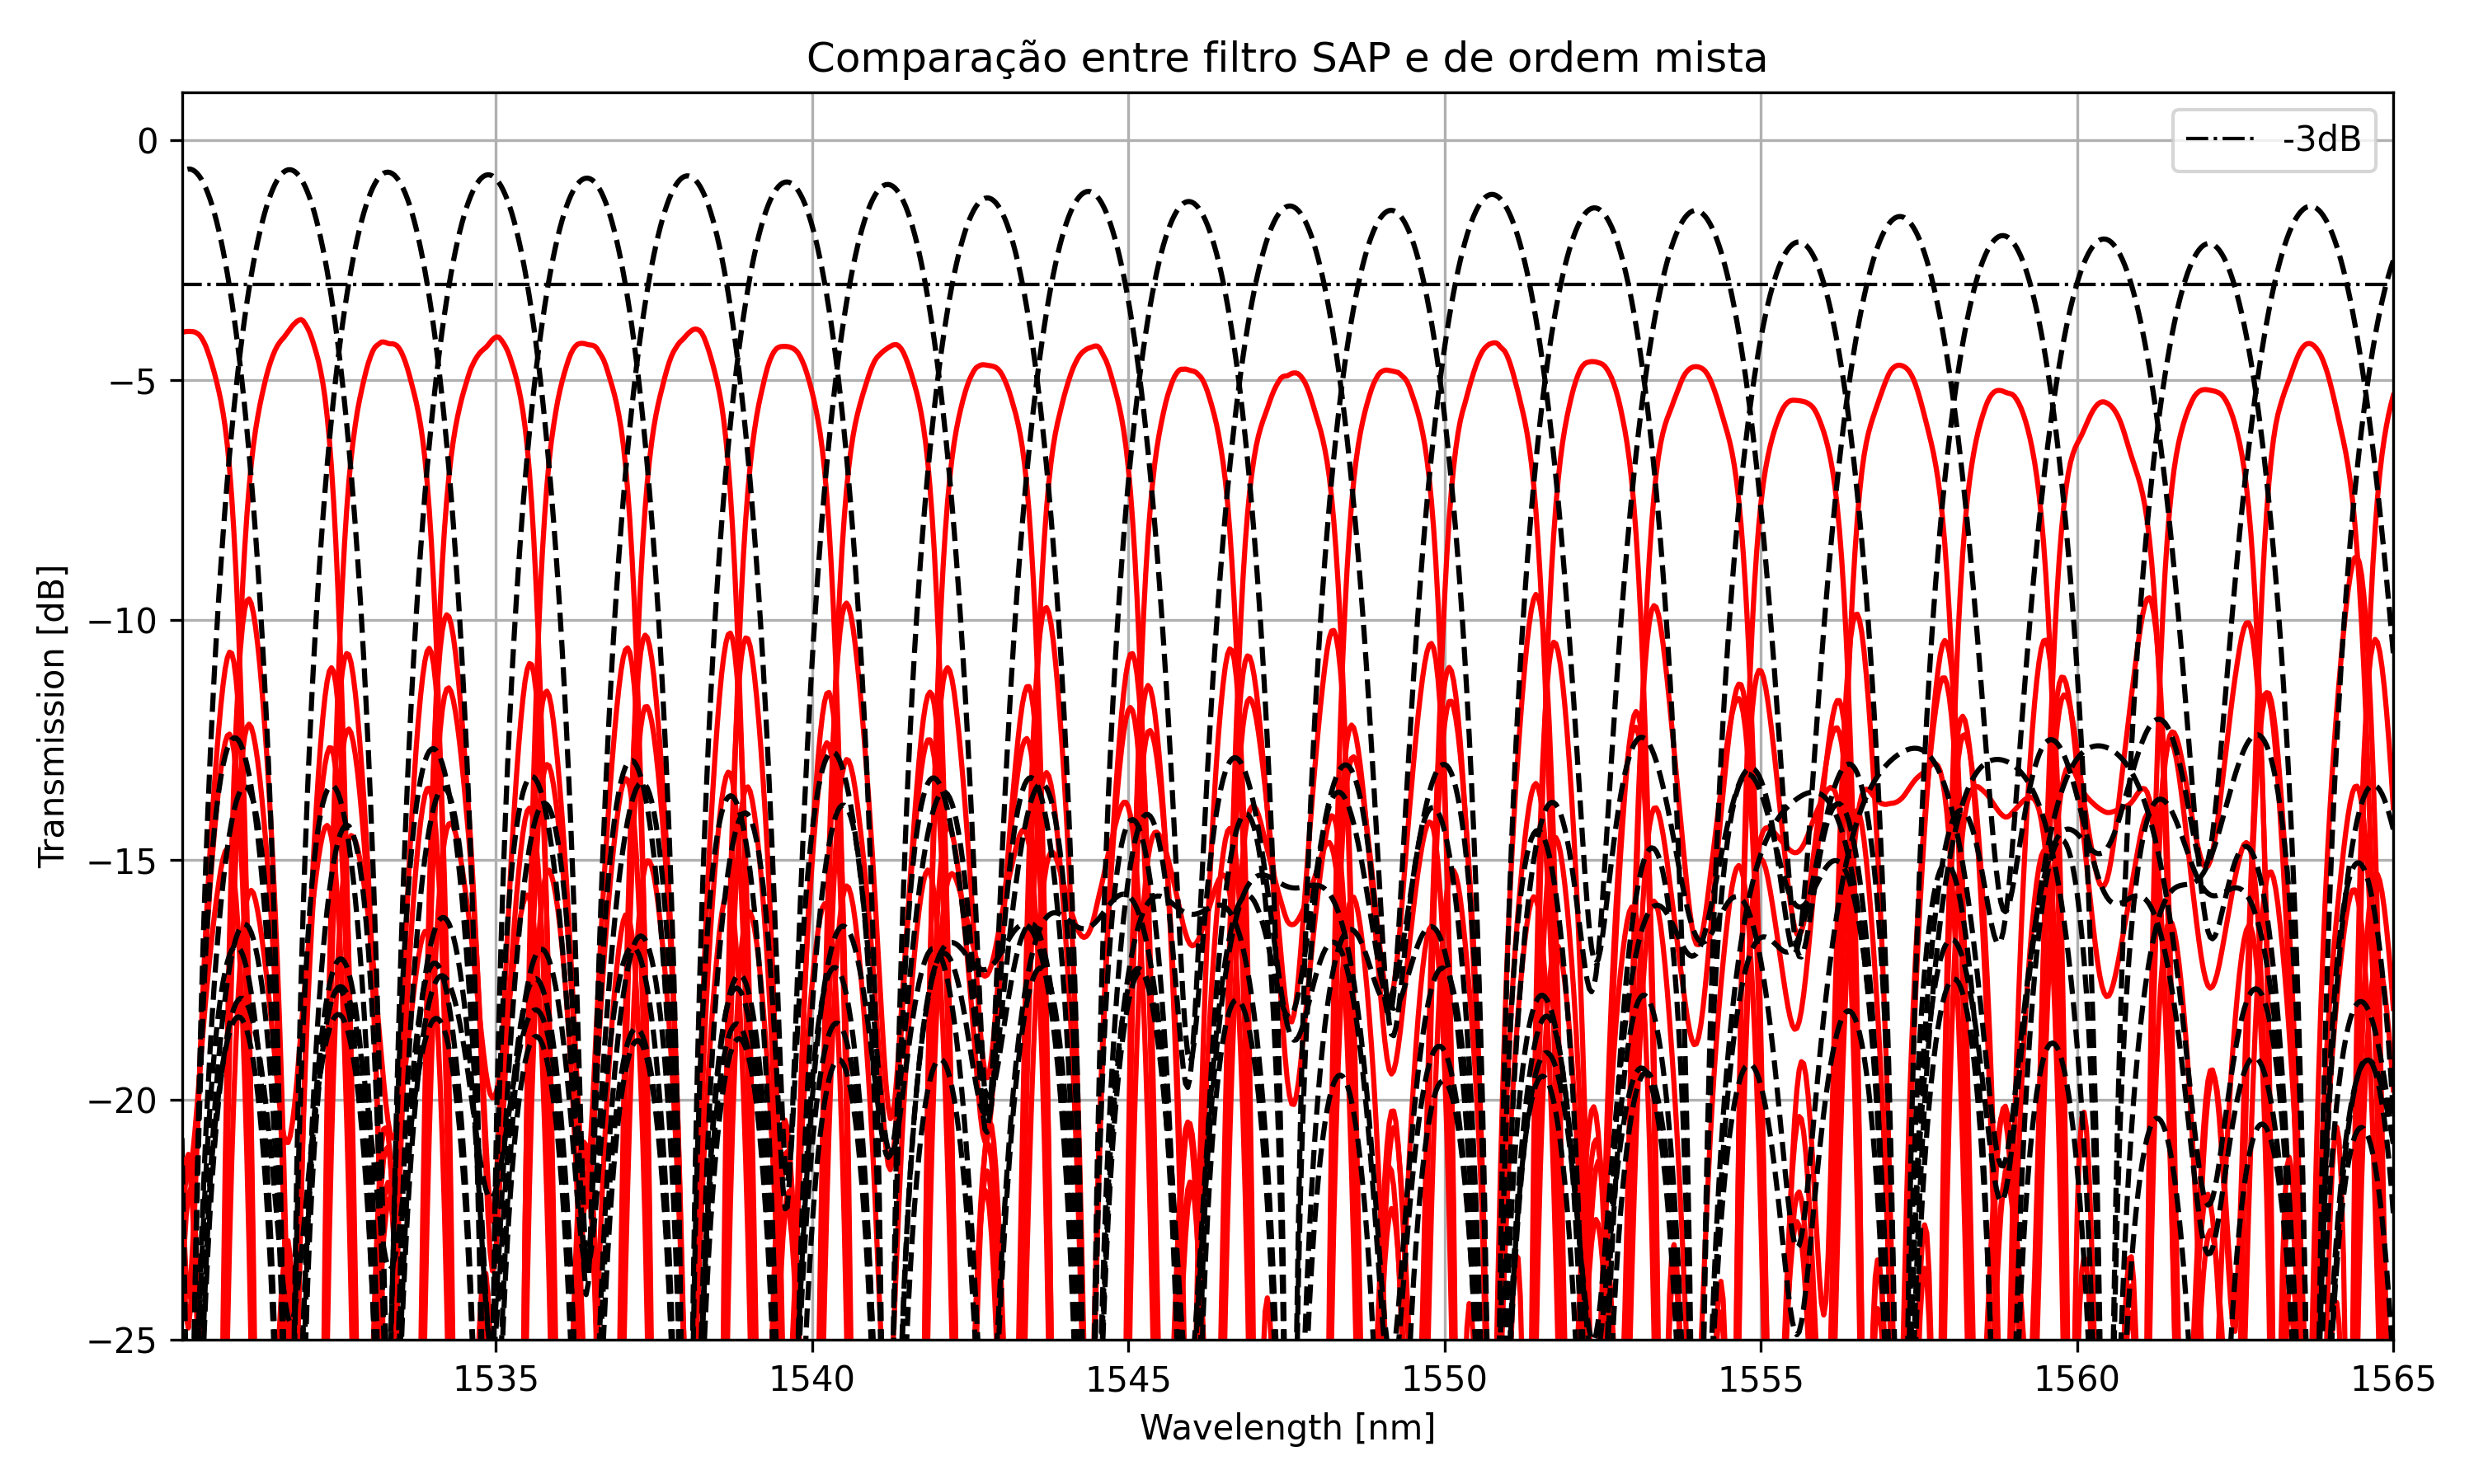 Comparação entre filtro SAP e de ordem mista
-3dB
0
−5
−10
−15
−20
−25
Transmission [dB]
1535 1540 1545 1550 1555 1560 1565
Wavelength [nm]